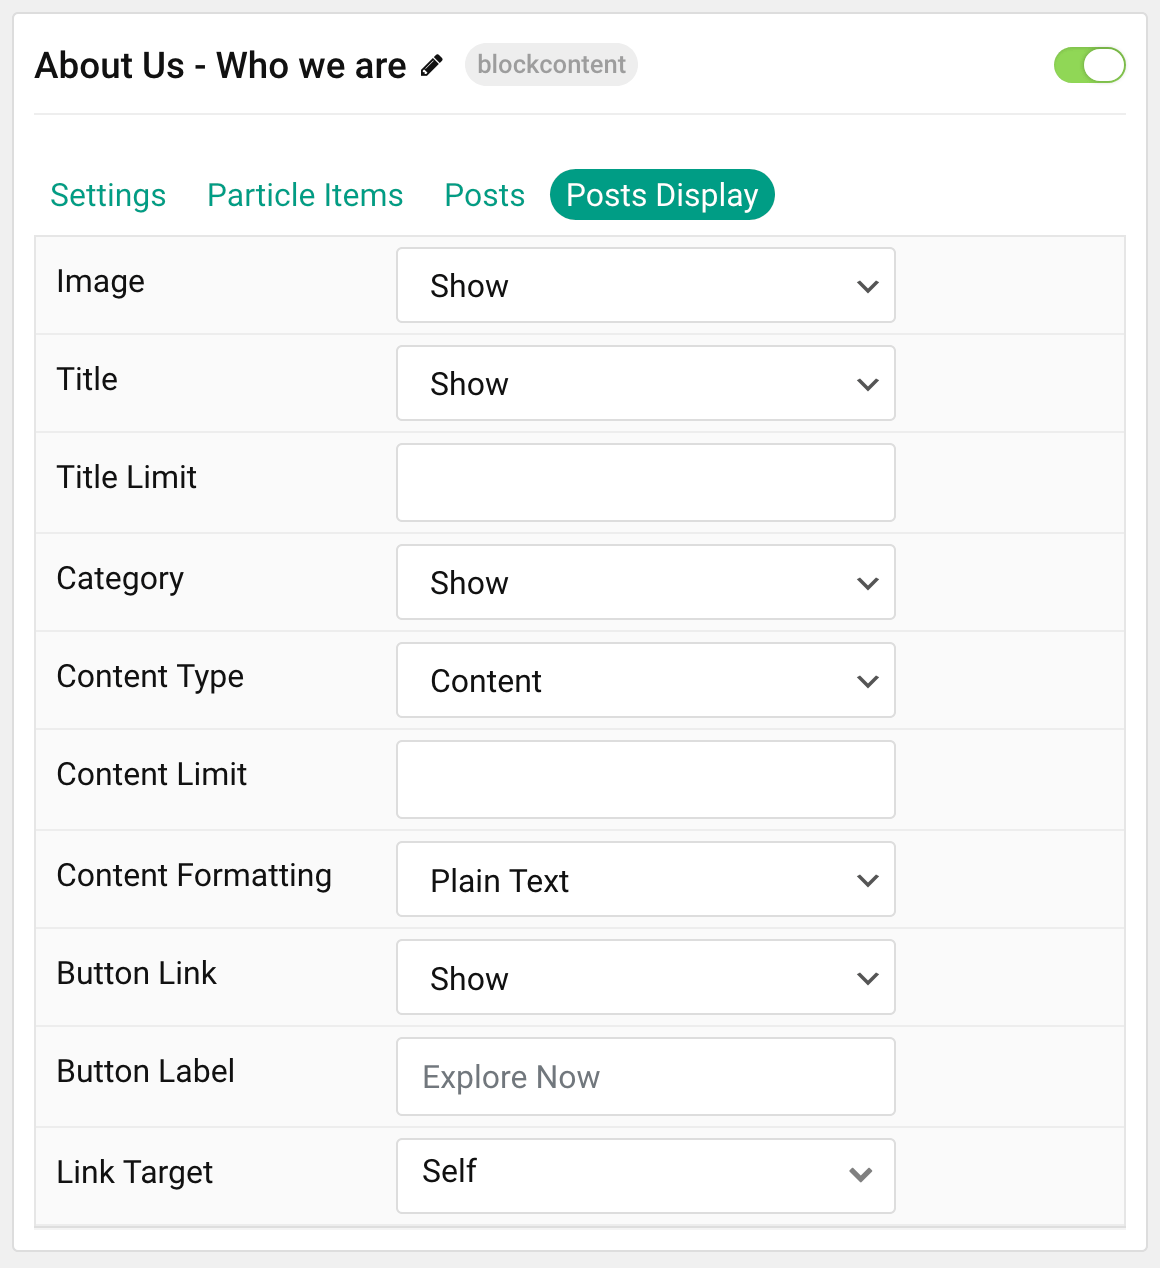 About Us - Who we are blockcontent
Settings Particle Items Posts Posts Display
Image Show
Title Show
Title Limit
Category Show
Content Type Content
Content Limit
Content Formatting Plain Text
Button Link Show
Button Label Explore Now
Link Target Self